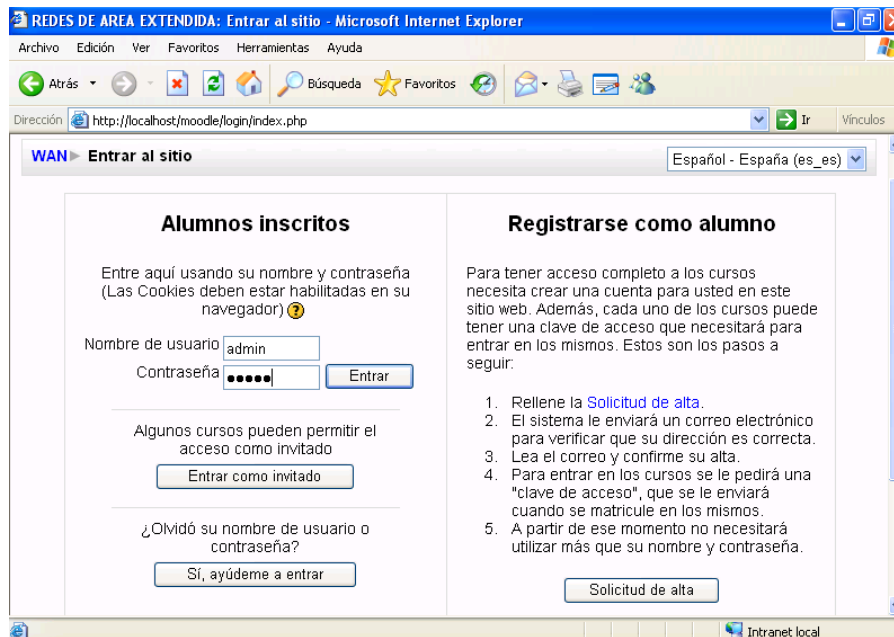 REDES DE AREA EXTENDIDA: Entrar al sitio - Microsoft Internet Explorer
Archivo Edición Ver Favoritos Herramientas Ayuda
Atrás Búsqueda Favoritos
Dirección http://localhost/moodle/login/index.php Ir Vínculos
WAN Entrar al sitio
Español - España (es_es)
Alumnos inscritos
Entre aquí usando su nombre y contraseña
(Las Cookies deben estar habilitadas en su
navegador) ?
Nombre de usuario admin
Contraseña ●●●●● Entrar
Algunos cursos pueden permitir el
acceso como invitado
Entrar como invitado
¿Olvidó su nombre de usuario o
contraseña?
Sí, ayúdeme a entrar
Registrarse como alumno
Para tener acceso completo a los cursos
necesita crear una cuenta para usted en este
sitio web. Además, cada uno de los cursos puede
tener una clave de acceso que necesitará para
entrar en los mismos. Estos son los pasos a
seguir:
1. Rellene la Solicitud de alta.
2. El sistema le enviará un correo electrónico
para verificar que su dirección es correcta.
3. Lea el correo y confirme su alta.
4. Para entrar en los cursos se le pedirá una
"clave de acceso", que se le enviará
cuando se matricule en los mismos.
5. A partir de ese momento no necesitará
utilizar más que su nombre y contraseña.
Solicitud de alta
Intranet local